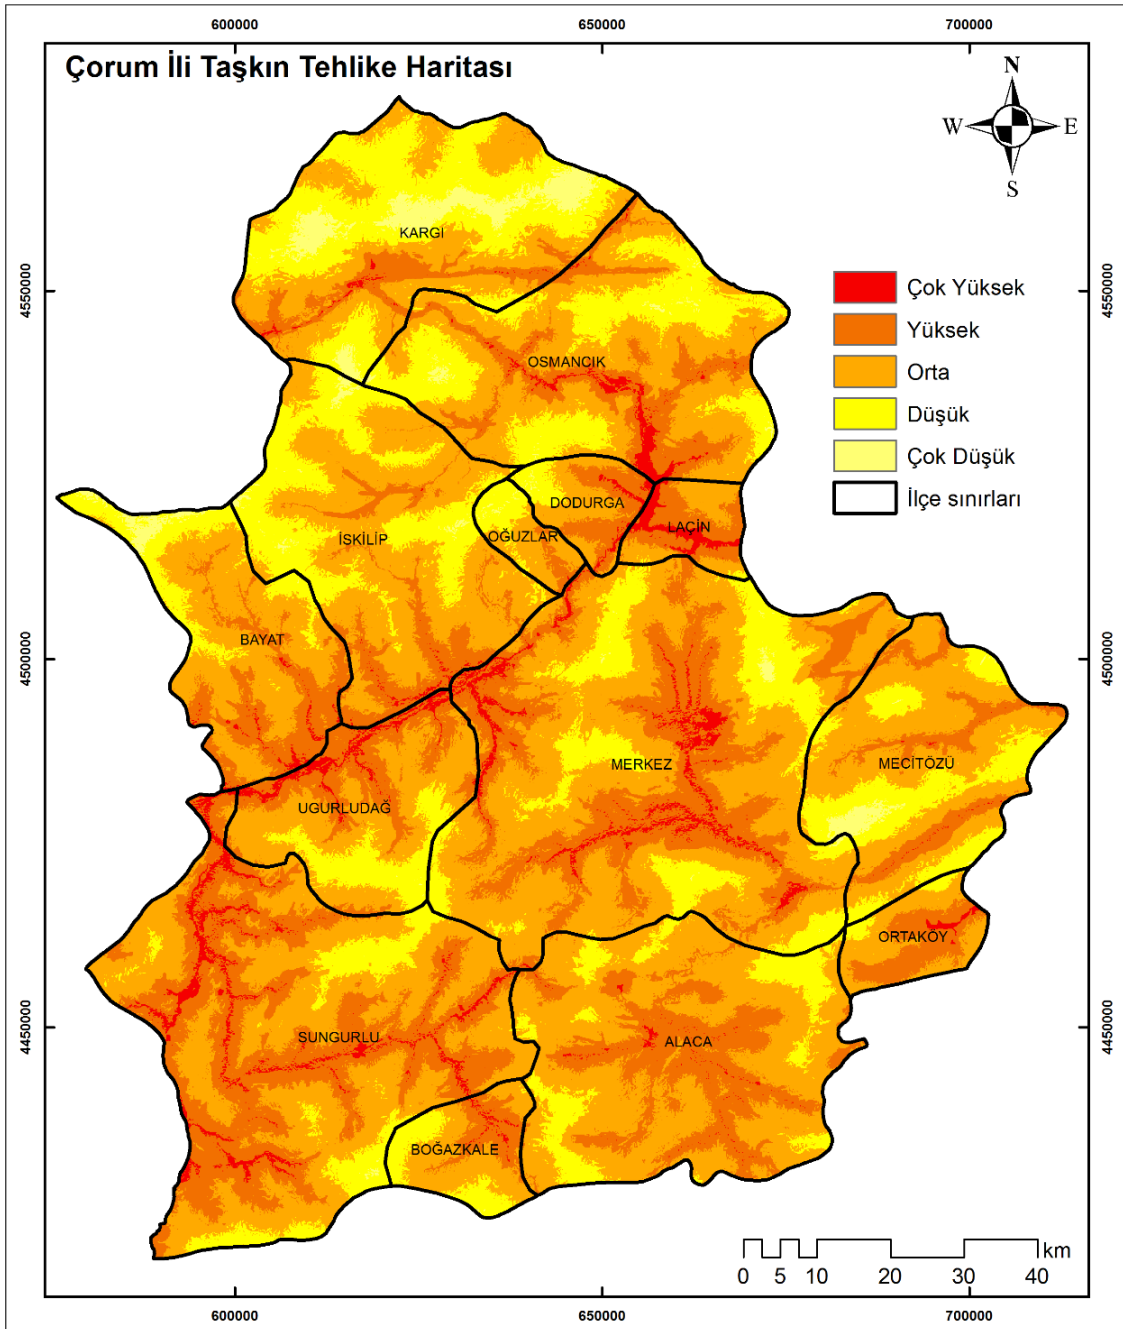 600000 650000 700000
Çorum İli Taşkın Tehlike Haritası
N
W E
S
KARGI
4550000 4550000
Çok Yüksek
Yüksek
OSMANCIK
Orta
Düşük
Çok Düşük
İlçe sınırları
DODURGA
LAÇİN
OĞUZLAR
İSKİLİP
BAYAT
4500000 4500000
MERKEZ
MECİTÖZÜ
UGURLUDAĞ
ORTAKÖY
4450000 4450000
SUNGURLU
ALACA
BOĞAZKALE
km
0 5 10 20 30 40
600000 650000 700000